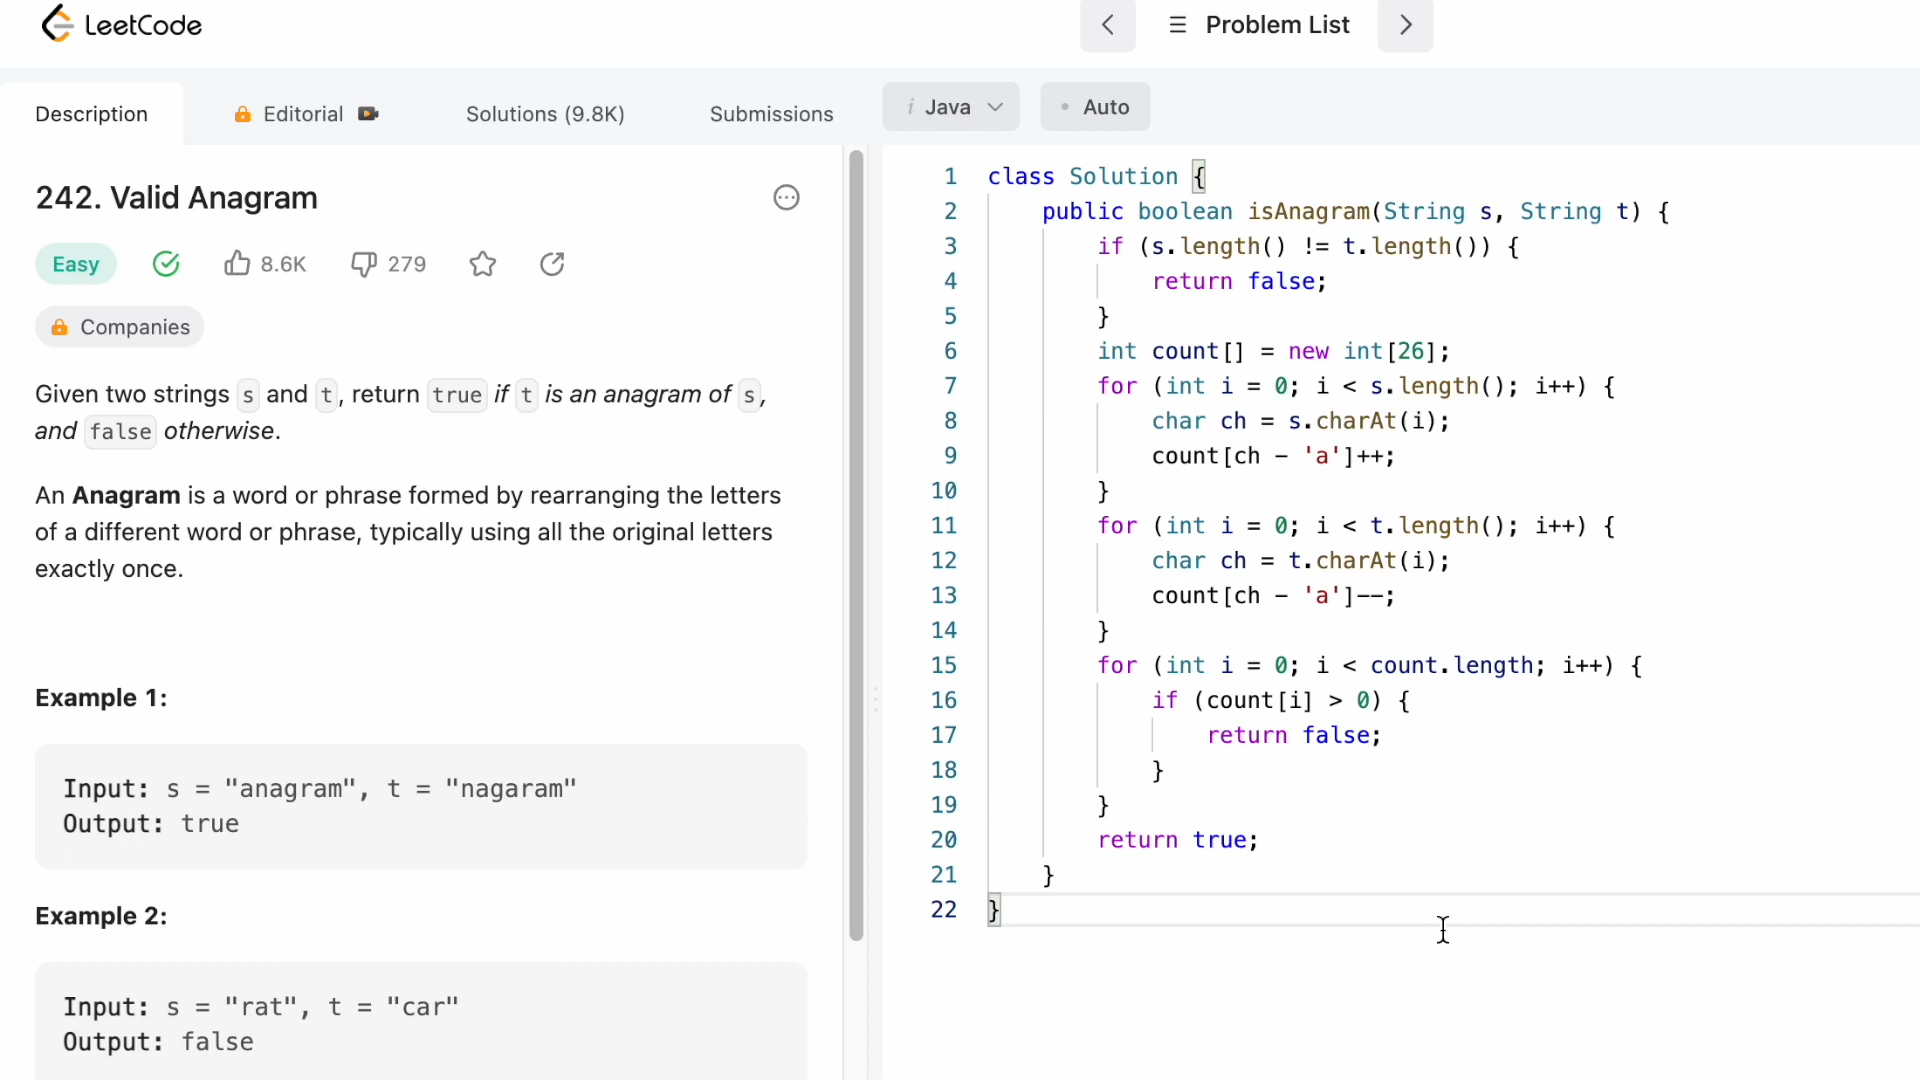 LeetCode
Problem List
Description
Editorial
Solutions (9.8K)
Submissions
i Java
Auto
242. Valid Anagram
Easy
8.6K
279
Companies
Given two strings s and t, return true if t is an anagram of s,
and false otherwise.
An Anagram is a word or phrase formed by rearranging the letters
of a different word or phrase, typically using all the original letters
exactly once.
Example 1:
Input: s = "anagram", t = "nagaram"
Output: true
Example 2:
Input: s = "rat", t = "car"
Output: false
1 class Solution {
2     public boolean isAnagram(String s, String t) {
3         if (s.length() != t.length()) {
4             return false;
5         }
6         int count[] = new int[26];
7         for (int i = 0; i < s.length(); i++) {
8             char ch = s.charAt(i);
9             count[ch - 'a']++;
10         }
11         for (int i = 0; i < t.length(); i++) {
12             char ch = t.charAt(i);
13             count[ch - 'a']--;
14         }
15         for (int i = 0; i < count.length; i++) {
16             if (count[i] > 0) {
17                 return false;
18             }
19         }
20         return true;
21     }
22 }